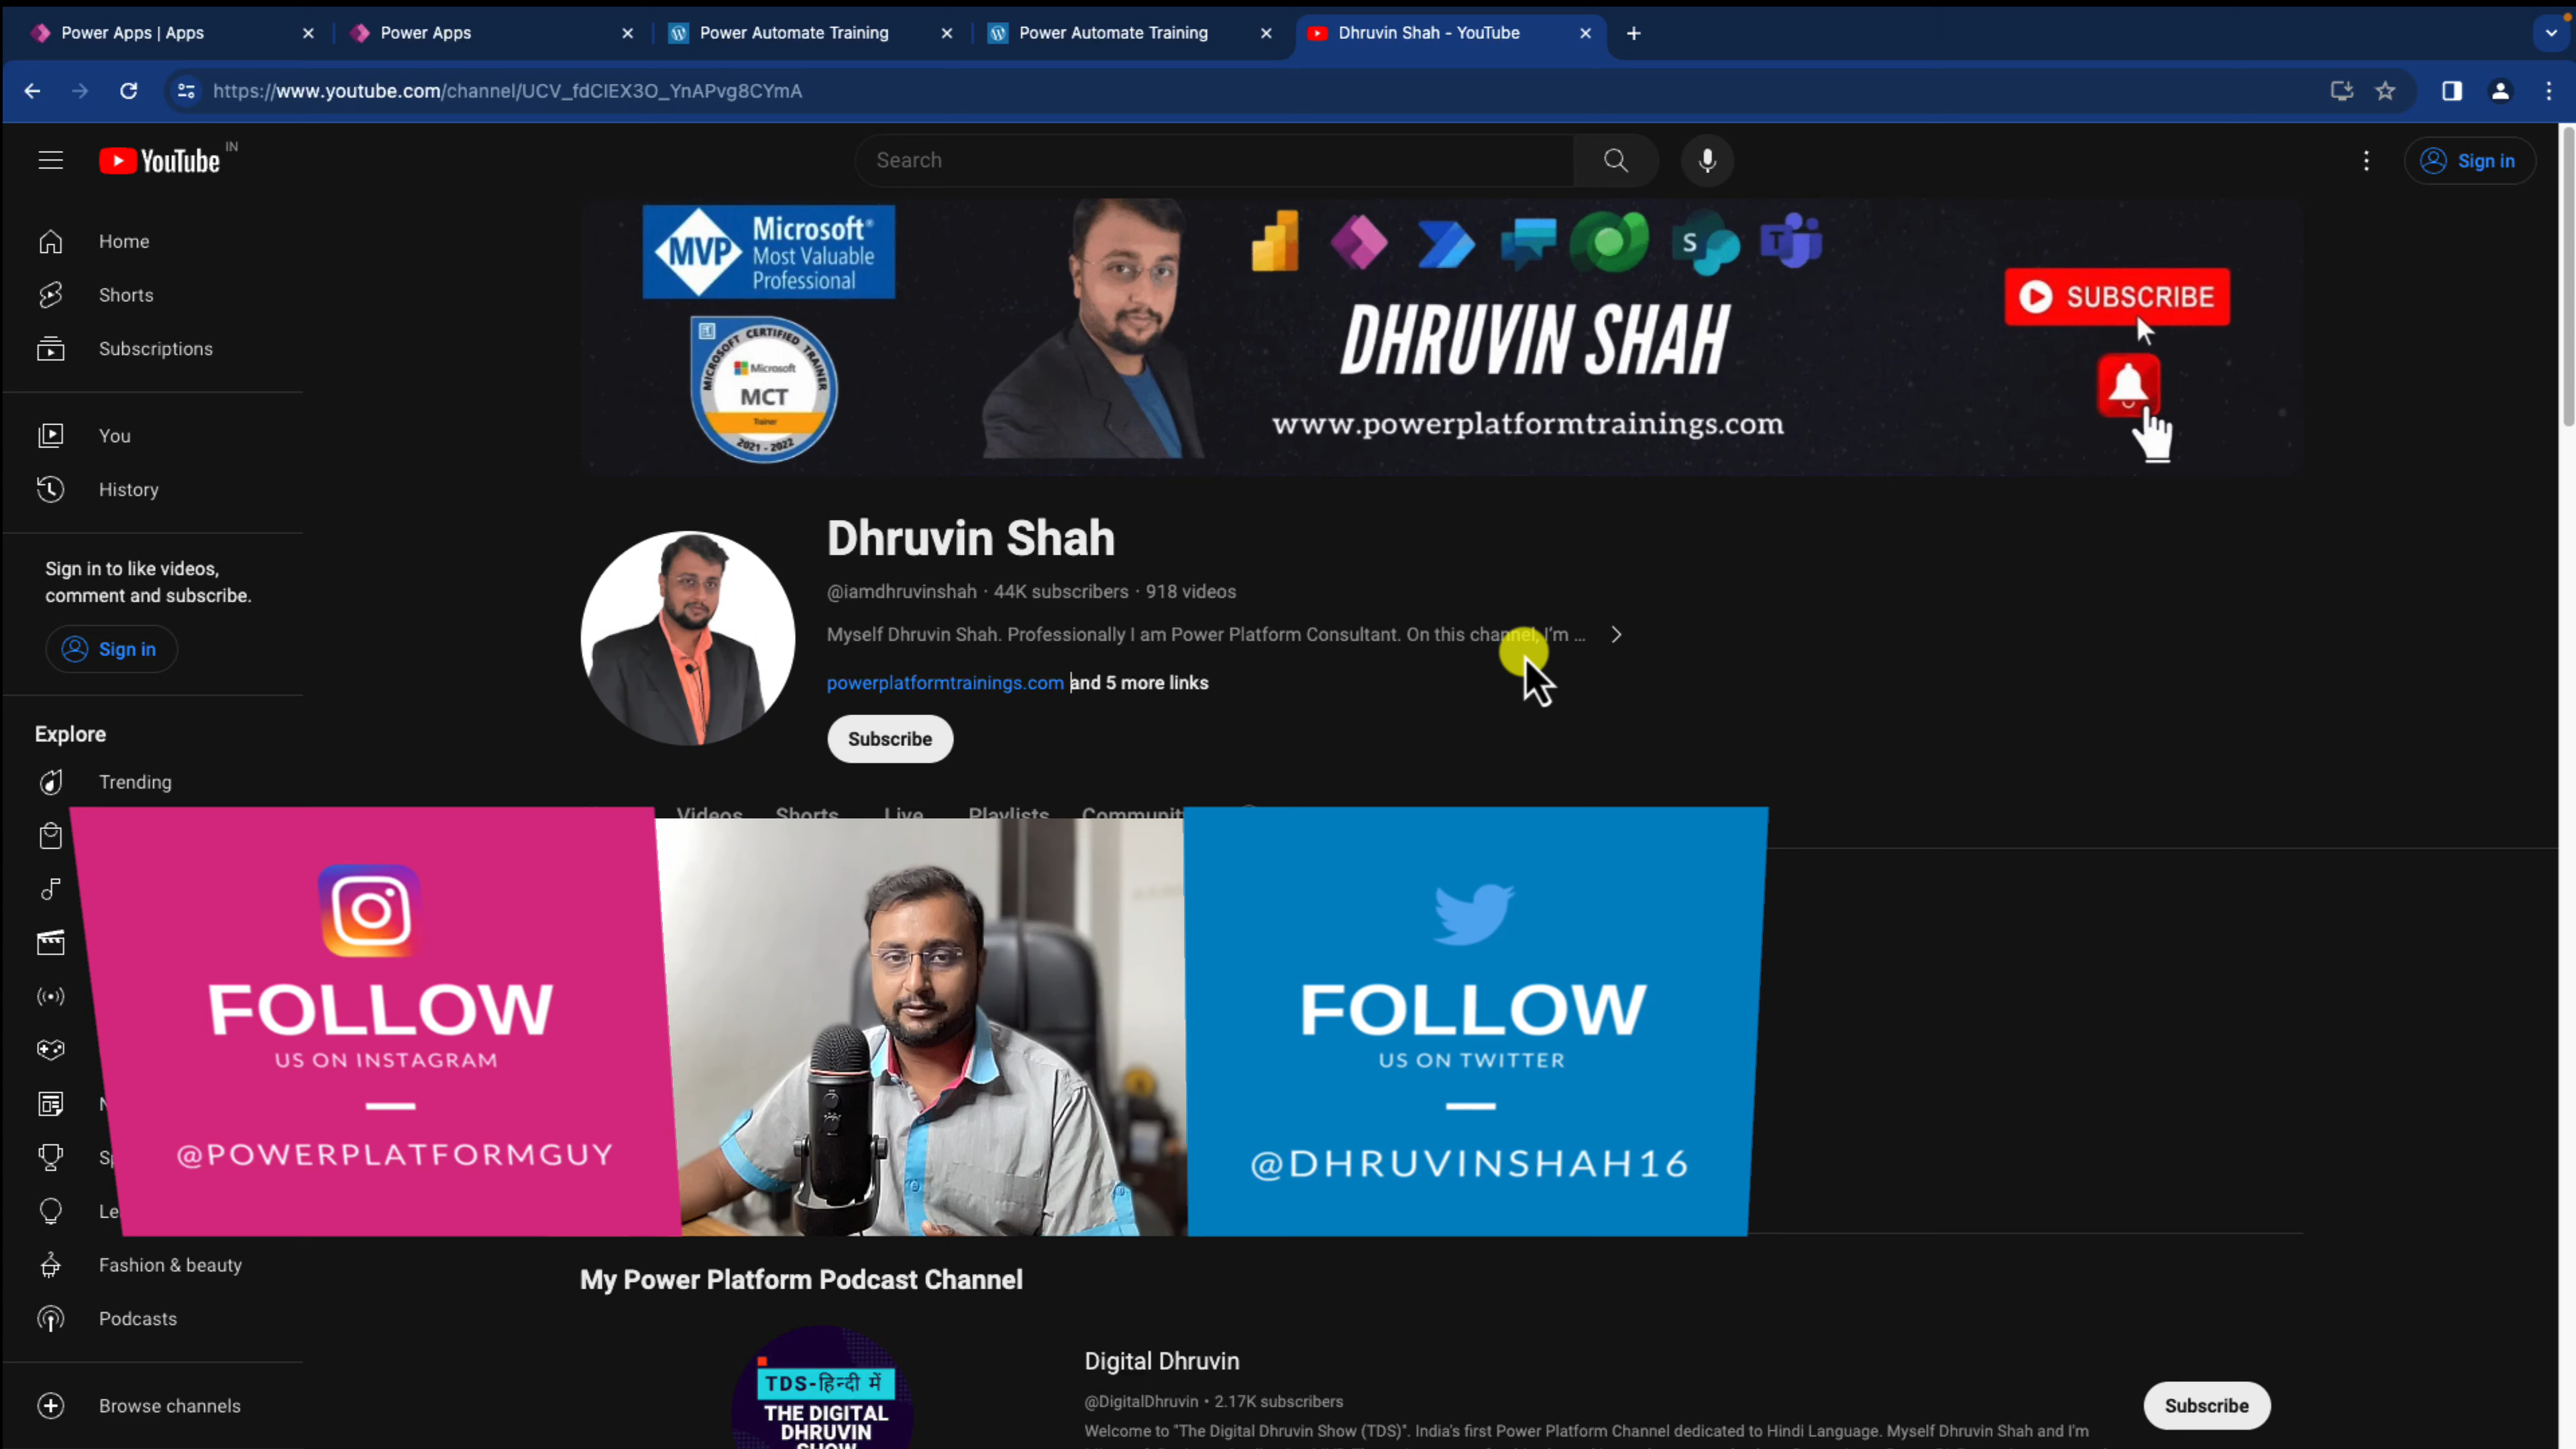 Power Apps | Apps
Power Apps
Power Automate Training
Power Automate Training
Dhruvin Shah - YouTube
https://www.youtube.com/channel/UCV_fdClEX3O_YnAPvg8CYmA
YouTube IN
Search
Sign in
Home
Shorts
Subscriptions
You
History
Sign in to like videos,
comment and subscribe.
Sign in
Explore
Trending
Fashion & beauty
Podcasts
Browse channels
MVP
Microsoft®
Most Valuable
Professional
MICROSOFT CERTIFIED TRAINER
Microsoft
MCT
Trainer
2021 - 2022
DHRUVIN SHAH
www.powerplatformtrainings.com
SUBSCRIBE
Dhruvin Shah
@iamdhruvinshah · 44K subscribers · 918 videos
Myself Dhruvin Shah. Professionally I am Power Platform Consultant. On this channel, I'm ...
powerplatformtrainings.com and 5 more links
Subscribe
Videos Shorts Live Playlists
FOLLOW
US ON INSTAGRAM
@POWERPLATFORMGUY
FOLLOW
US ON TWITTER
@DHRUVINSHAH16
My Power Platform Podcast Channel
TDS-हिन्दी में
THE DIGITAL
DHRUVIN
SHOW
Digital Dhruvin
@DigitalDhruvin • 2.17K subscribers
Welcome to "The Digital Dhruvin Show (TDS)". India's first Power Platform Channel dedicated to Hindi Language. Myself Dhruvin Shah and I'm
Subscribe